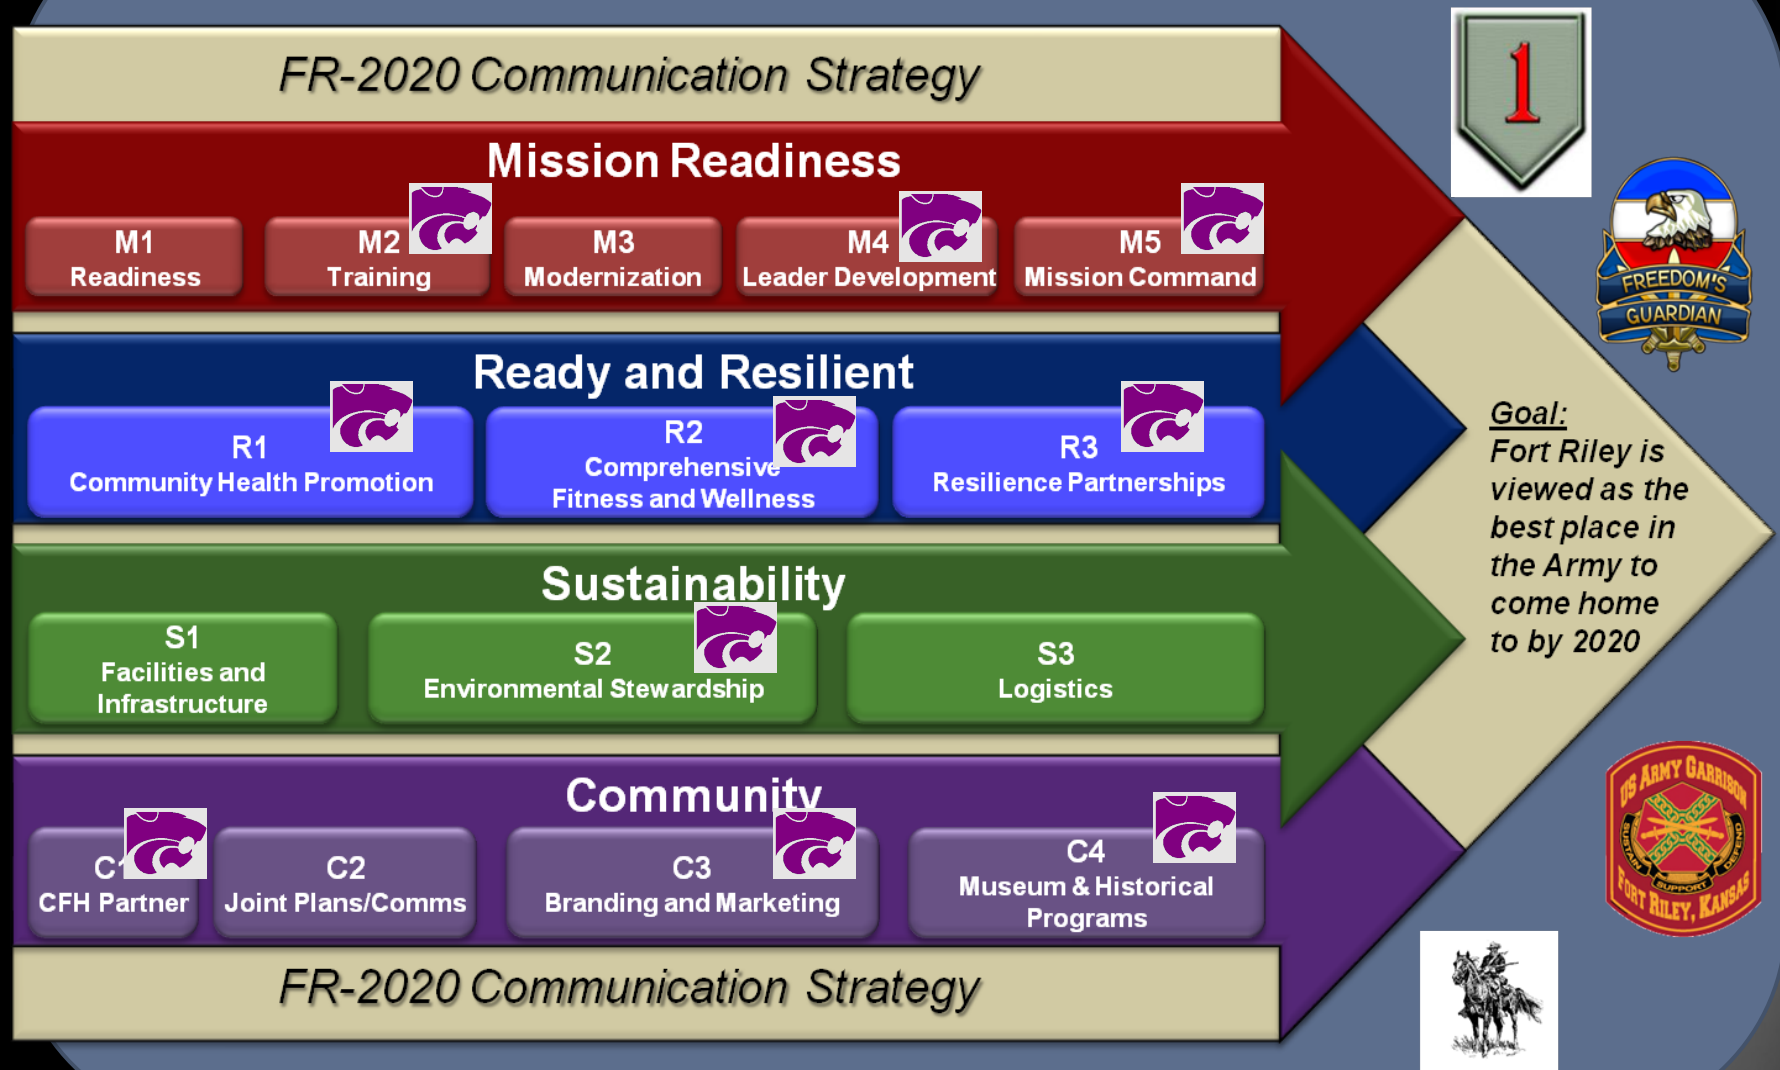 FR-2020 Communication Strategy
Mission Readiness
M1
Readiness
M2
Training
M3
Modernization
M4
Leader Development
M5
Mission Command
Ready and Resilient
R1
Community Health Promotion
R2
Comprehensive
Fitness and Wellness
R3
Resilience Partnerships
Sustainability
S1
Facilities and
Infrastructure
S2
Environmental Stewardship
S3
Logistics
Community
C1
CFH Partner
C2
Joint Plans/Comms
C3
Branding and Marketing
C4
Museum & Historical
Programs
FR-2020 Communication Strategy
1
FREEDOM'S
GUARDIAN
Goal:
Fort Riley is
viewed as the
best place in
the Army to
come home
to by 2020
US ARMY GARRISON
SUSTAIN SUPPORT DEFEND
FORT RILEY, KANSAS